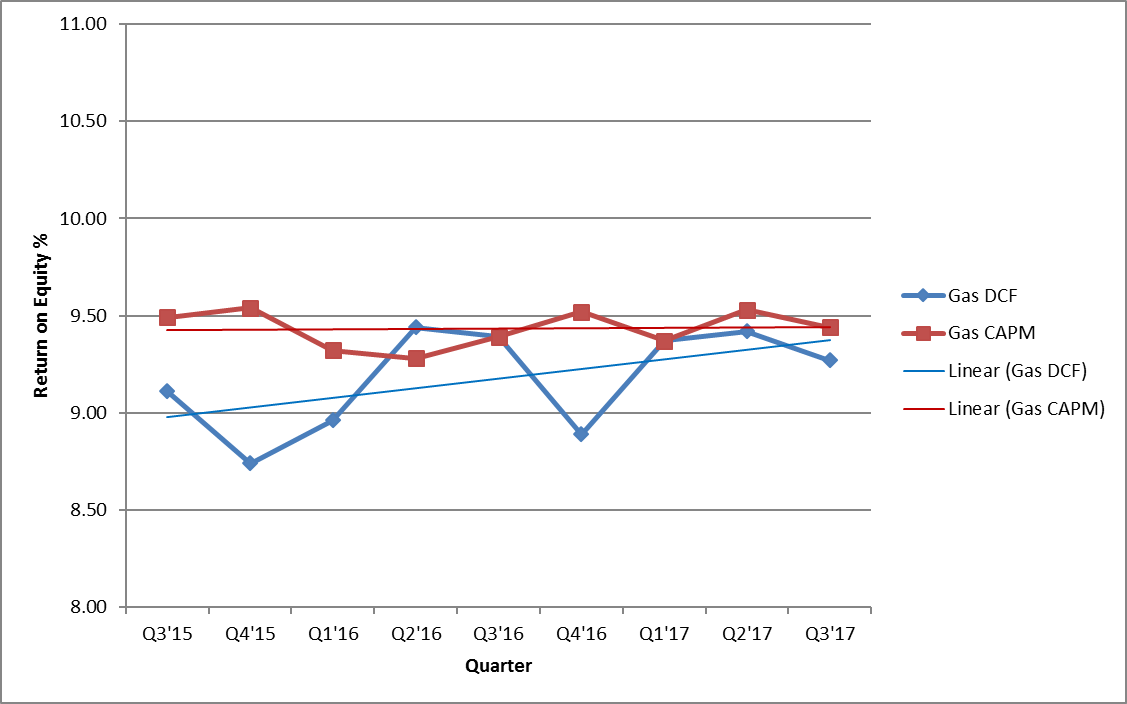 11.00
10.50
10.00
9.50
9.00
8.50
8.00
Return on Equity %
Q3'15 Q4'15 Q1'16 Q2'16 Q3'16 Q4'16 Q1'17 Q2'17 Q3'17
Quarter
Gas DCF
Gas CAPM
Linear (Gas DCF)
Linear (Gas CAPM)